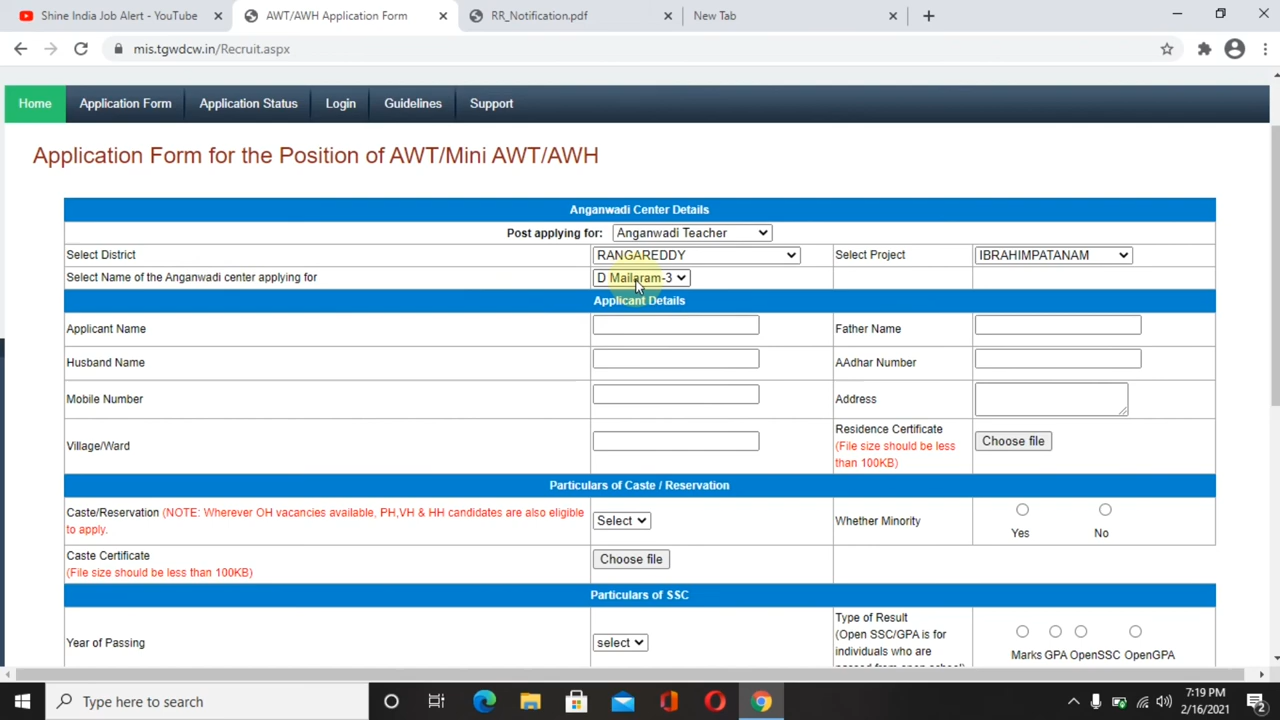 Shine India Job Alert - YouTube
AWT/AWH Application Form
RR_Notification.pdf
New Tab
mis.tgwdcw.in/Recruit.aspx
Home
Application Form
Application Status
Login
Guidelines
Support
Application Form for the Position of AWT/Mini AWT/AWH
Anganwadi Center Details
Post applying for: Anganwadi Teacher
Select District RANGAREDDY Select Project IBRAHIMPATANAM
Select Name of the Anganwadi center applying for D Mailaram-3
Applicant Details
Applicant Name Father Name
Husband Name AAdhar Number
Mobile Number Address
Village/Ward Residence Certificate
(File size should be less
than 100KB)
Choose file
Particulars of Caste / Reservation
Caste/Reservation (NOTE: Wherever OH vacancies available, PH,VH & HH candidates are also eligible
to apply.
Select
Whether Minority
Yes No
Caste Certificate
(File size should be less than 100KB)
Choose file
Particulars of SSC
Year of Passing
select
Type of Result
(Open SSC/GPA is for
individuals who are
Marks GPA OpenSSC OpenGPA
Type here to search
7:19 PM
2/16/2021
2